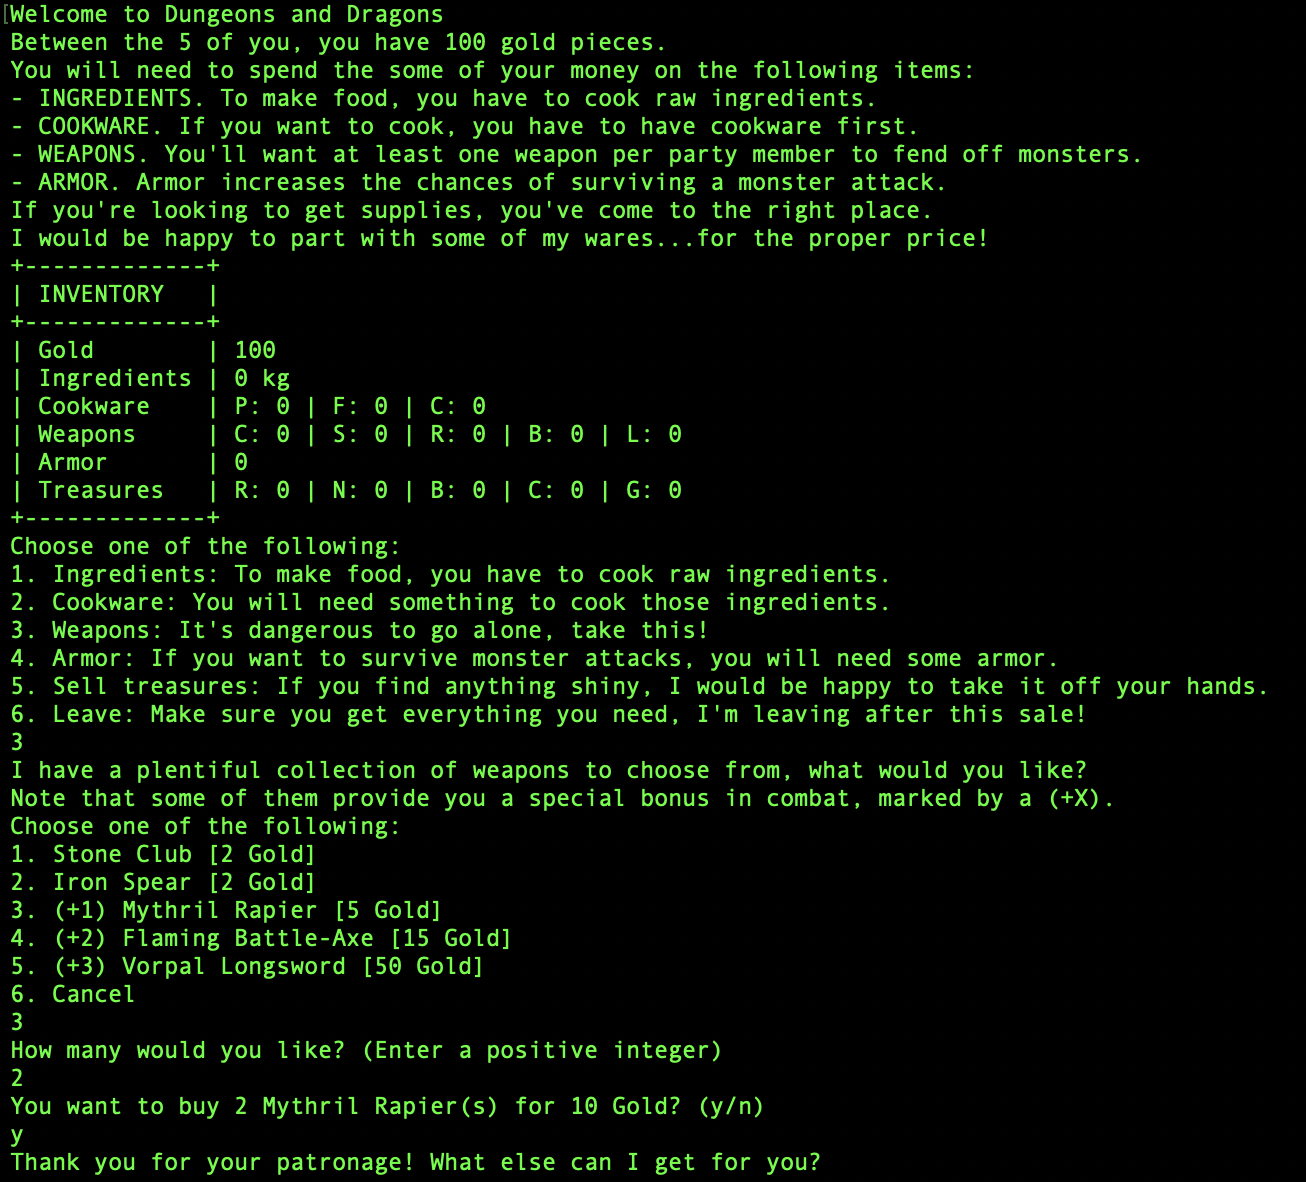 Welcome to Dungeons and Dragons
Between the 5 of you, you have 100 gold pieces.
You will need to spend the some of your money on the following items:
- INGREDIENTS. To make food, you have to cook raw ingredients.
- COOKWARE. If you want to cook, you have to have cookware first.
- WEAPONS. You'll want at least one weapon per party member to fend off monsters.
- ARMOR. Armor increases the chances of surviving a monster attack.
If you're looking to get supplies, you've come to the right place.
I would be happy to part with some of my wares...for the proper price!
+-------------+
| INVENTORY   |
+-------------+
| Gold        | 100
| Ingredients | 0 kg
| Cookware    | P: 0 | F: 0 | C: 0
| Weapons     | C: 0 | S: 0 | R: 0 | B: 0 | L: 0
| Armor       | 0
| Treasures   | R: 0 | N: 0 | B: 0 | C: 0 | G: 0
+-------------+
Choose one of the following:
1. Ingredients: To make food, you have to cook raw ingredients.
2. Cookware: You will need something to cook those ingredients.
3. Weapons: It's dangerous to go alone, take this!
4. Armor: If you want to survive monster attacks, you will need some armor.
5. Sell treasures: If you find anything shiny, I would be happy to take it off your hands.
6. Leave: Make sure you get everything you need, I'm leaving after this sale!
3
I have a plentiful collection of weapons to choose from, what would you like?
Note that some of them provide you a special bonus in combat, marked by a (+X).
Choose one of the following:
1. Stone Club [2 Gold]
2. Iron Spear [2 Gold]
3. (+1) Mythril Rapier [5 Gold]
4. (+2) Flaming Battle-Axe [15 Gold]
5. (+3) Vorpal Longsword [50 Gold]
6. Cancel
3
How many would you like? (Enter a positive integer)
2
You want to buy 2 Mythril Rapier(s) for 10 Gold? (y/n)
y
Thank you for your patronage! What else can I get for you?